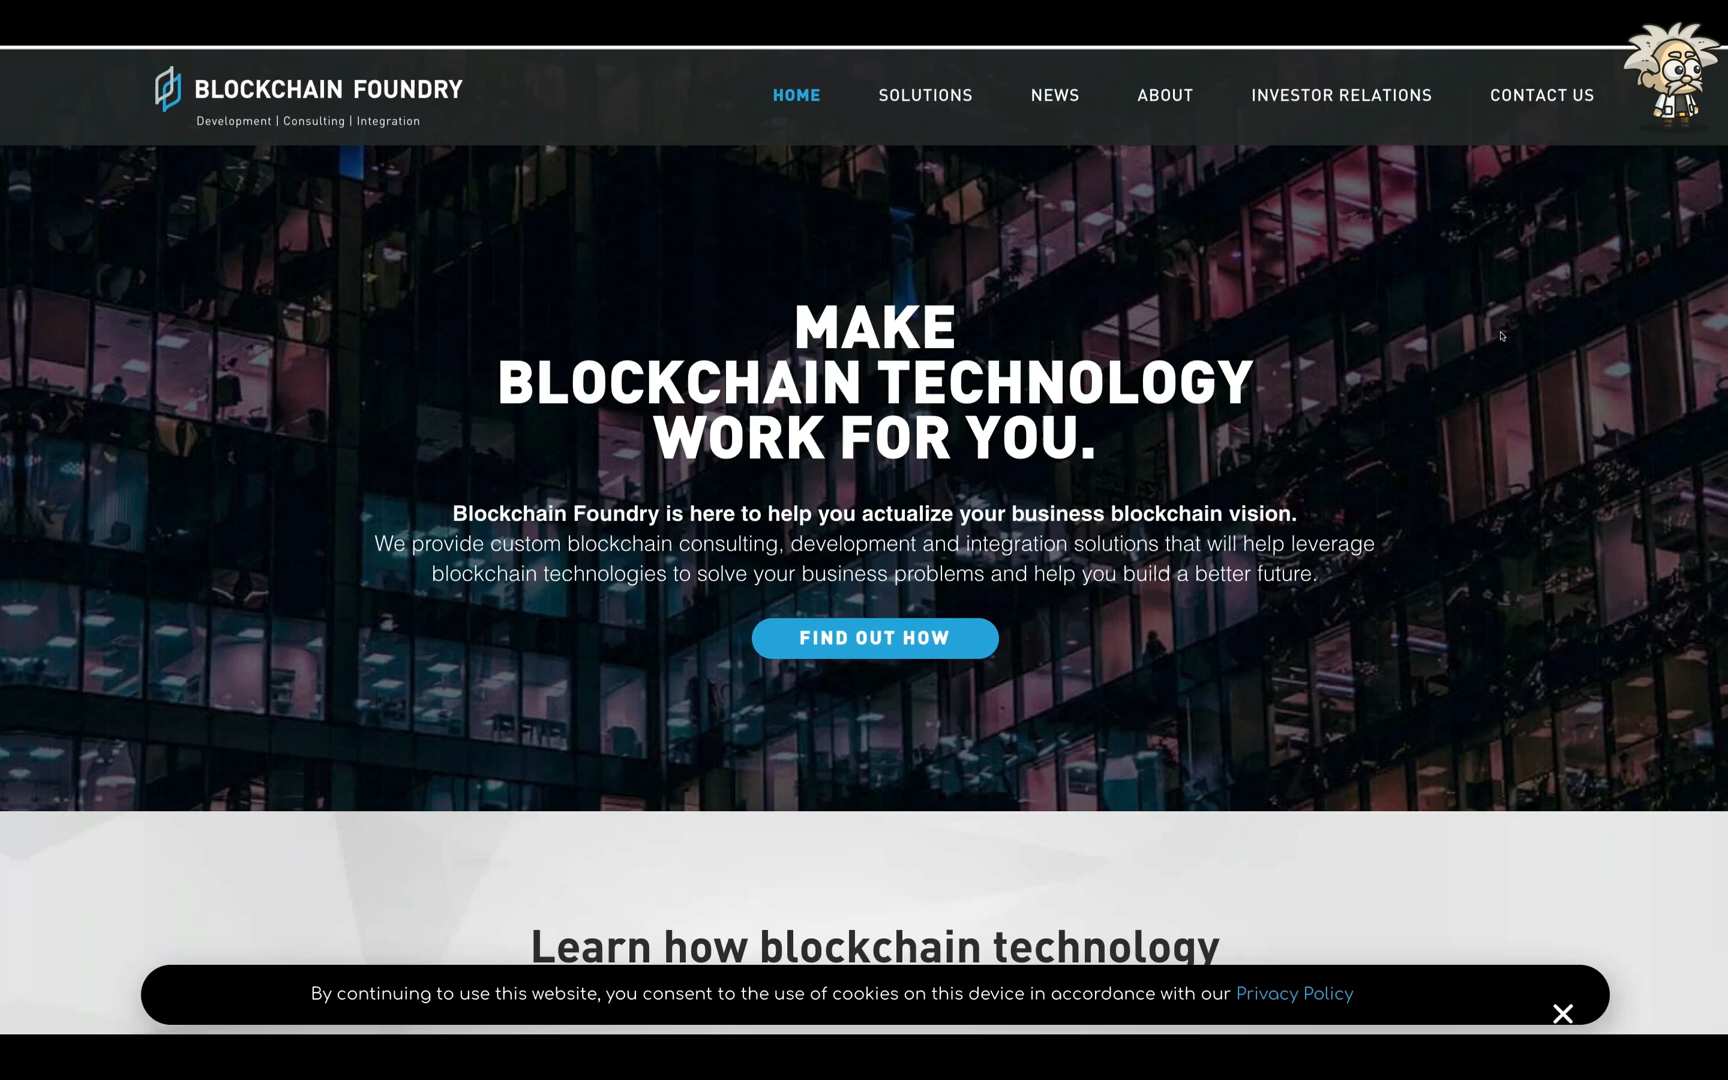 BLOCKCHAIN FOUNDRY
Development | Consulting | Integration
HOME
SOLUTIONS
NEWS
ABOUT
INVESTOR RELATIONS
CONTACT US
MAKE
BLOCKCHAIN TECHNOLOGY
WORK FOR YOU.
Blockchain Foundry is here to help you actualize your business blockchain vision.
We provide custom blockchain consulting, development and integration solutions that will help leverage
blockchain technologies to solve your business problems and help you build a better future.
FIND OUT HOW
Learn how blockchain technology
By continuing to use this website, you consent to the use of cookies on this device in accordance with our Privacy Policy